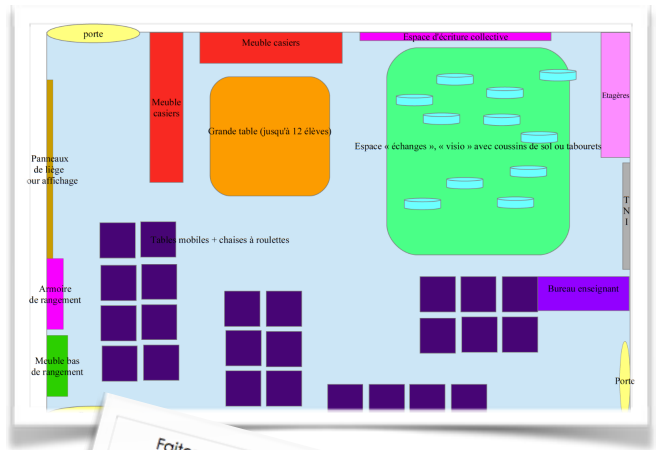 porte
Meuble casiers
Espace d'écriture collective
Meuble
casiers
Etagères
Grande table (jusqu'à 12 élèves)
Espace « échanges », « visio » avec coussins de sol ou tabourets
Panneaux
de liège
our affichage
T
N
I
Tables mobiles + chaises à roulettes
Armoire
de rangement
Bureau enseignant
Meuble bas
de rangement
Porte
Faite